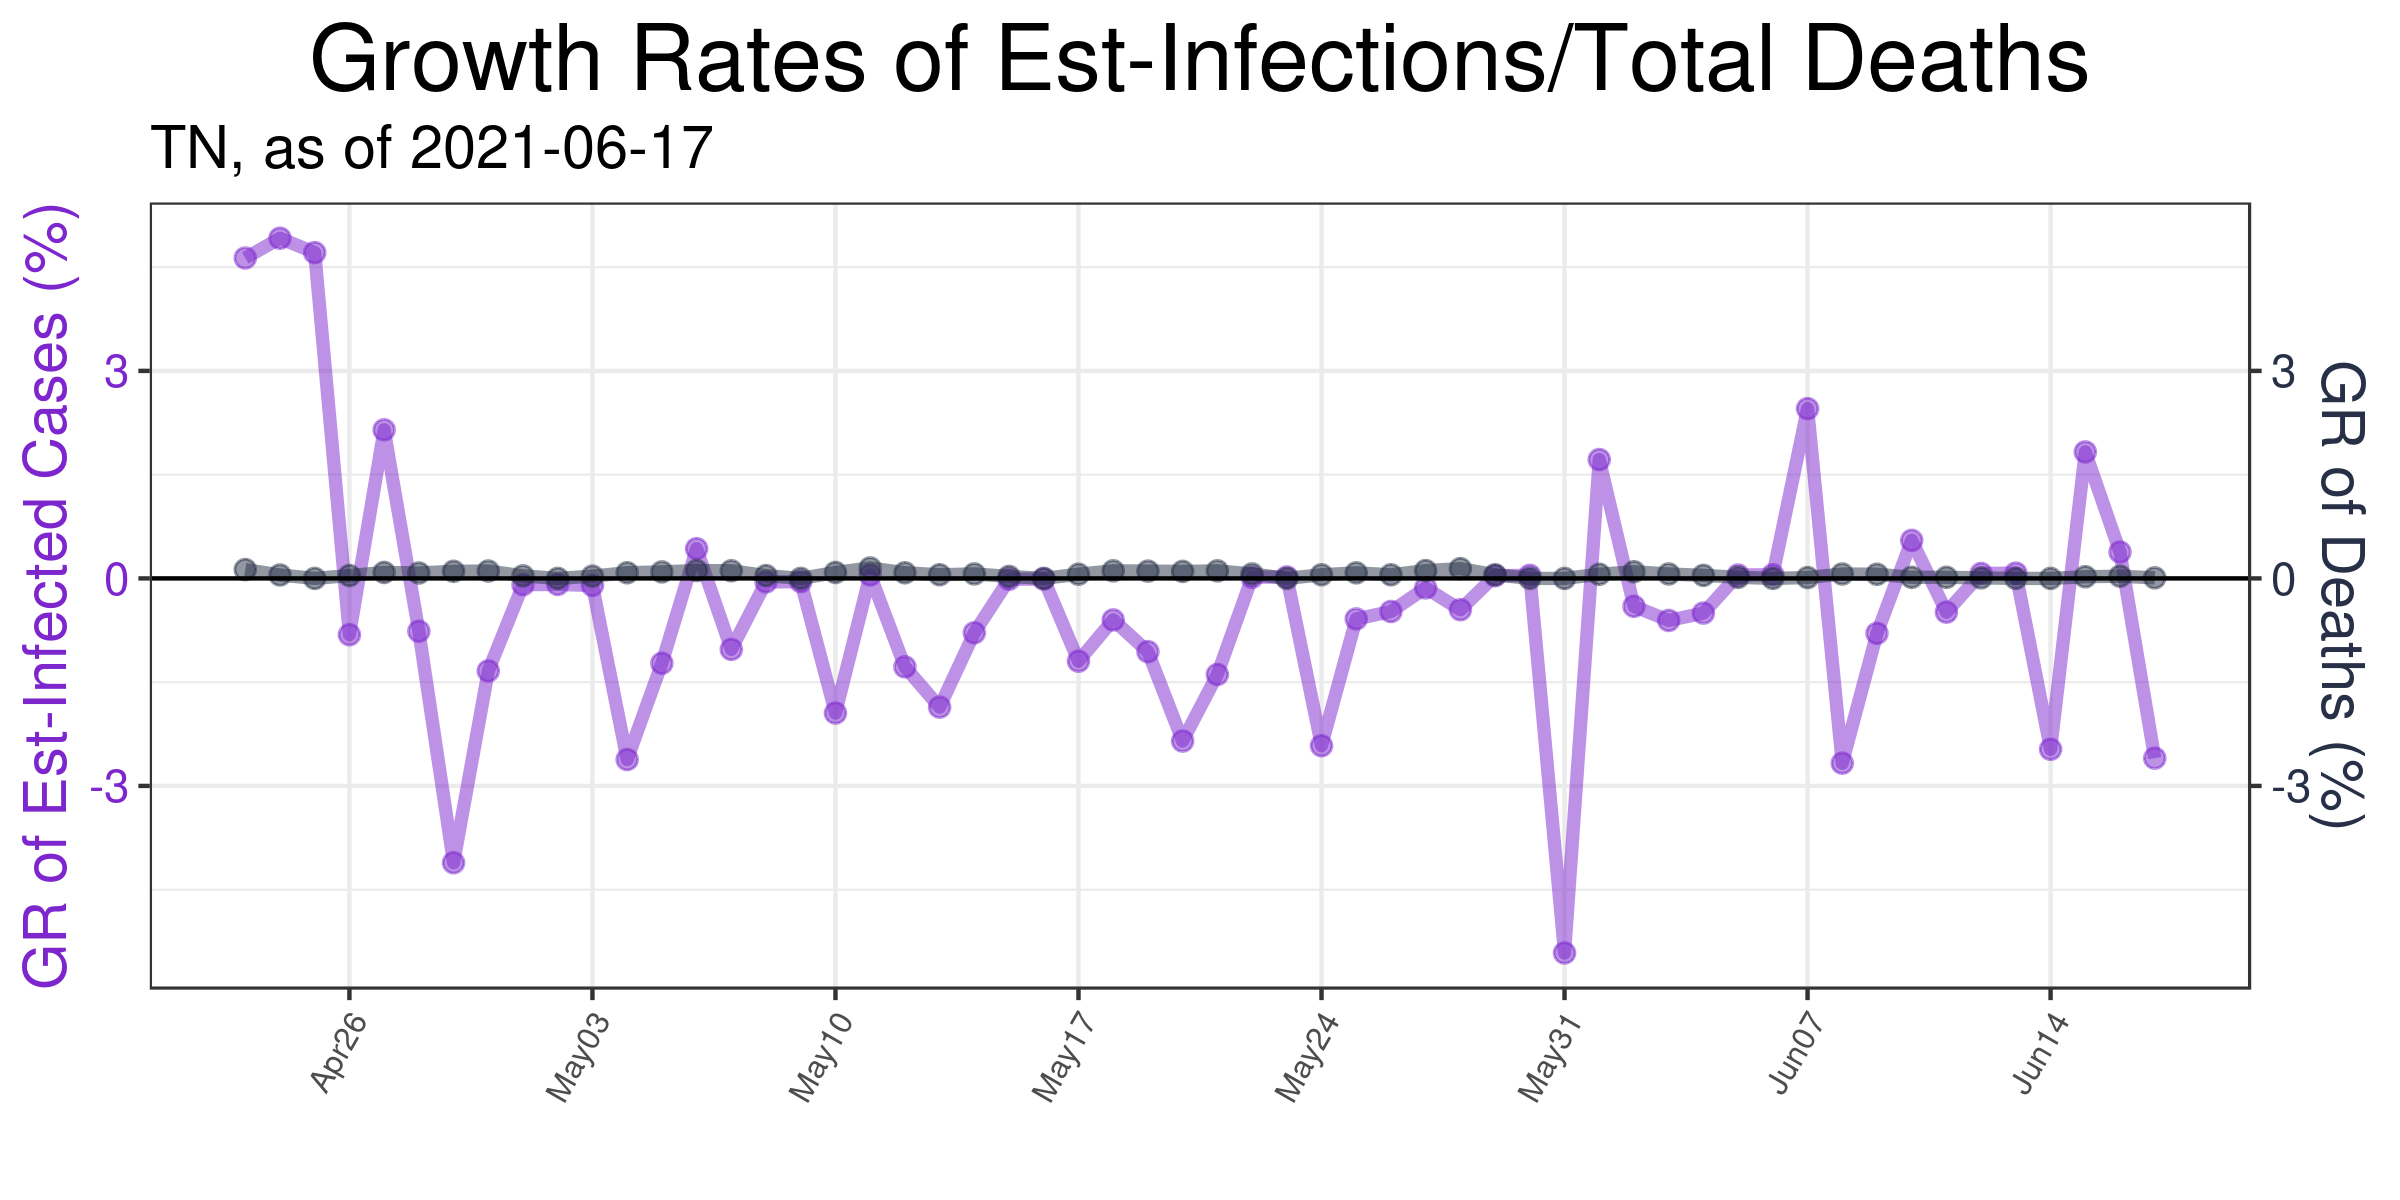 Growth Rates of Est-Infections/Total Deaths
TN, as of 2021-06-17
GR of Est-Infected Cases (%)
3
0
-3
3
0
-3
GR of Deaths (%)
Apr26
May03
May10
May17
May24
May31
Jun07
Jun14